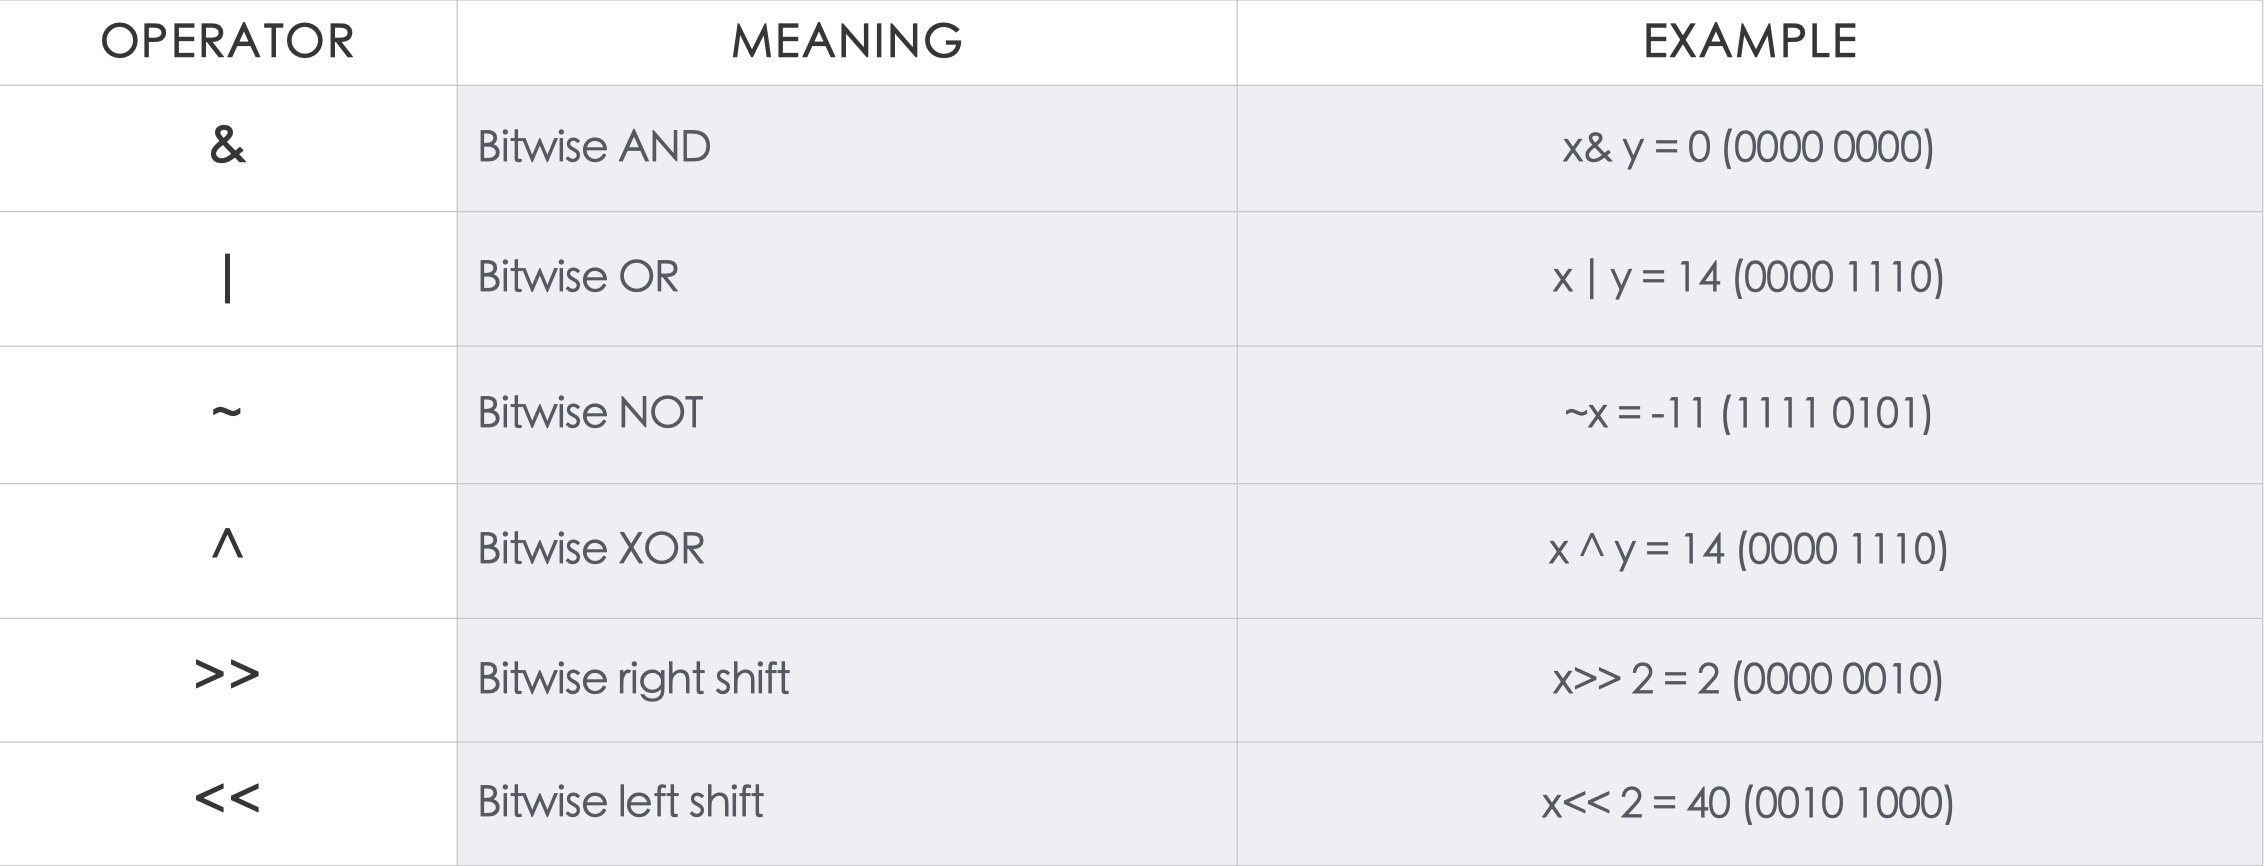 OPERATOR MEANING EXAMPLE
& Bitwise AND x& y = 0 (0000 0000)
| Bitwise OR x | y = 14 (0000 1110)
~ Bitwise NOT ~x = -11 (1111 0101)
^ Bitwise XOR x ^ y = 14 (0000 1110)
>> Bitwise right shift x>> 2 = 2 (0000 0010)
<< Bitwise left shift x<< 2 = 40 (0010 1000)